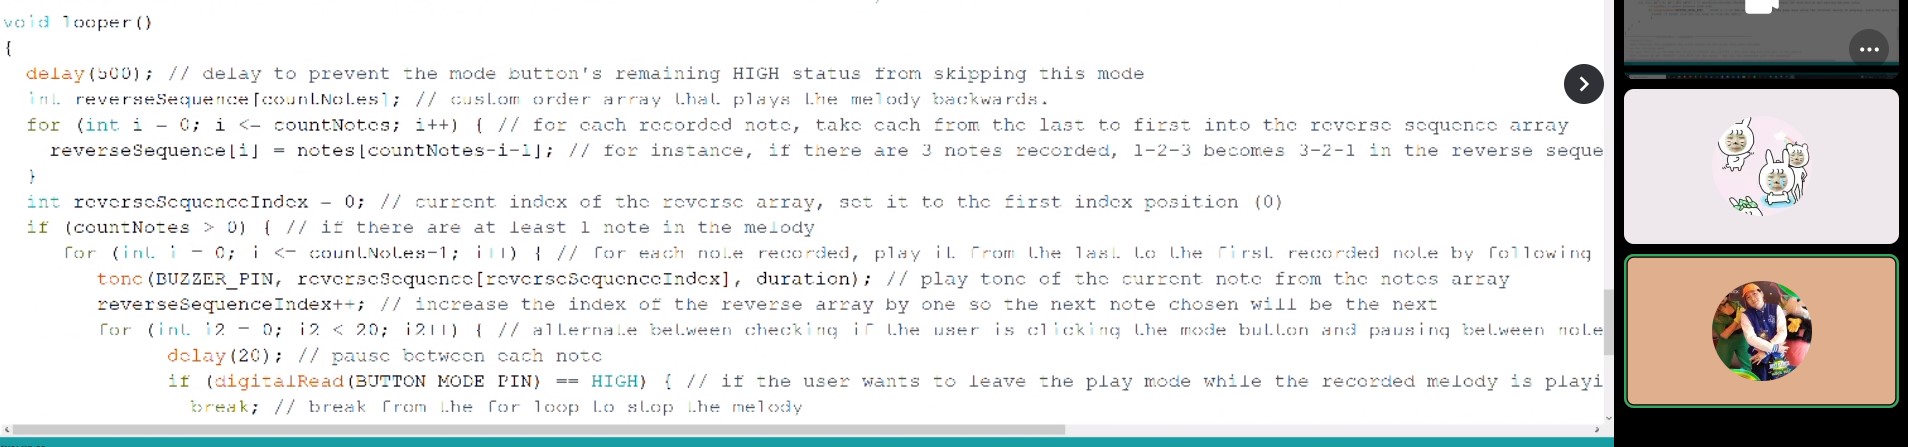 void looper()
{
delay(500); // delay to prevent the mode button's remaining HIGH status from skipping this mode
int reverseSequence[countNotes]; // custom order array that plays the melody backwards.
for (int i = 0; i <= countNotes; i++) { // for each recorded note, take each from the last to first into the reverse sequence array
reverseSequence[i] = notes[countNotes-i-1]; // for instance, if there are 3 notes recorded, 1-2-3 becomes 3-2-1 in the reverse seque
}
int reverseSequenceIndex = 0; // current index of the reverse array, set it to the first index position (0)
if (countNotes > 0) { // if there are at least 1 note in the melody
for (int i = 0; i <= countNotes-1; i++) { // for each note recorded, play it from the last to the first recorded note by following
tone(BUZZER_PIN, reverseSequence[reverseSequenceIndex], duration); // play tone of the current note from the notes array
reverseSequenceIndex++; // increase the index of the reverse array by one so the next note chosen will be the next
for (int i2 = 0; i2 < 20; i2++) { // alternate between checking if the user is clicking the mode button and pausing between note
delay(20); // pause between each note
if (digitalRead(BUTTON_MODE_PIN) == HIGH) { // if the user wants to leave the play mode while the recorded melody is playi
break; // break from the for loop to stop the melody